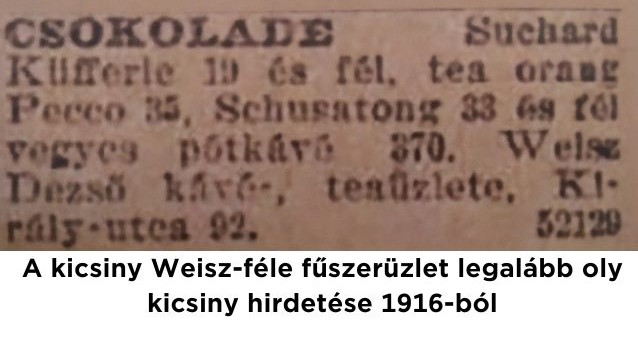 CSOKOLADE Suchard
Küfferle 19 és fél, tea orang
Pecco 35, Schusatong 33 és fél
vegyes pótkávé 370. Weisz
Dezső kávé-, teaüzlete, Ki-
rály-utca 92. 52129
A kicsiny Weisz-féle fűszerüzlet legalább oly
kicsiny hirdetése 1916-ból